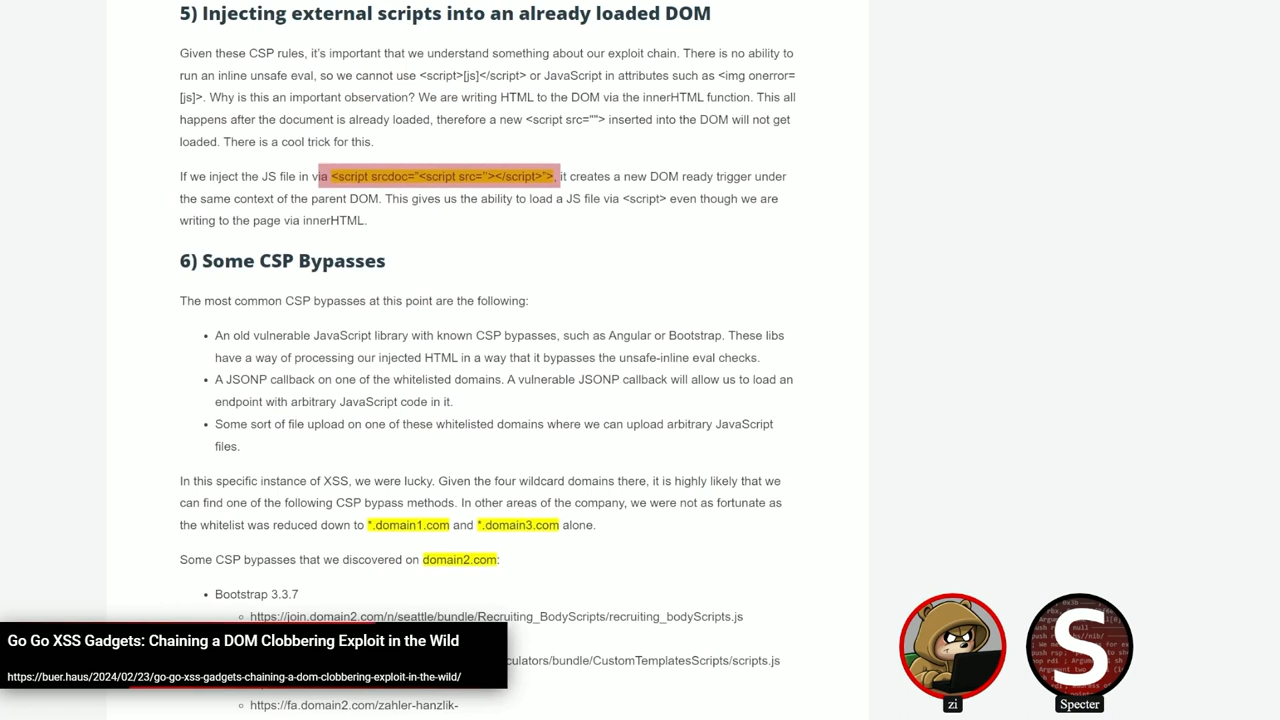 5) Injecting external scripts into an already loaded DOM
Given these CSP rules, it's important that we understand something about our exploit chain. There is no ability to
run an inline unsafe eval, so we cannot use <script>[js]</script> or JavaScript in attributes such as <img onerror=
[js]>. Why is this an important observation? We are writing HTML to the DOM via the innerHTML function. This all
happens after the document is already loaded, therefore a new <script src=""> inserted into the DOM will not get
loaded. There is a cool trick for this.
If we inject the JS file in via <script srcdoc="<script src=''></script>">, it creates a new DOM ready trigger under
the same context of the parent DOM. This gives us the ability to load a JS file via <script> even though we are
writing to the page via innerHTML.
6) Some CSP Bypasses
The most common CSP bypasses at this point are the following:
• An old vulnerable JavaScript library with known CSP bypasses, such as Angular or Bootstrap. These libs
have a way of processing our injected HTML in a way that it bypasses the unsafe-inline eval checks.
• A JSONP callback on one of the whitelisted domains. A vulnerable JSONP callback will allow us to load an
endpoint with arbitrary JavaScript code in it.
• Some sort of file upload on one of these whitelisted domains where we can upload arbitrary JavaScript
files.
In this specific instance of XSS, we were lucky. Given the four wildcard domains there, it is highly likely that we
can find one of the following CSP bypass methods. In other areas of the company, we were not as fortunate as
the whitelist was reduced down to *.domain1.com and *.domain3.com alone.
Some CSP bypasses that we discovered on domain2.com:
• Bootstrap 3.3.7
https://join.domain2.com/n/seattle/bundle/Recruiting_BodyScripts/recruiting_bodyScripts.js
culators/bundle/CustomTemplatesScripts/scripts.js
https://fa.domain2.com/zahler-hanzlik-
Go Go XSS Gadgets: Chaining a DOM Clobbering Exploit in the Wild
https://buer.haus/2024/02/23/go-go-xss-gadgets-chaining-a-dom-clobbering-exploit-in-the-wild/
S
zi
Specter